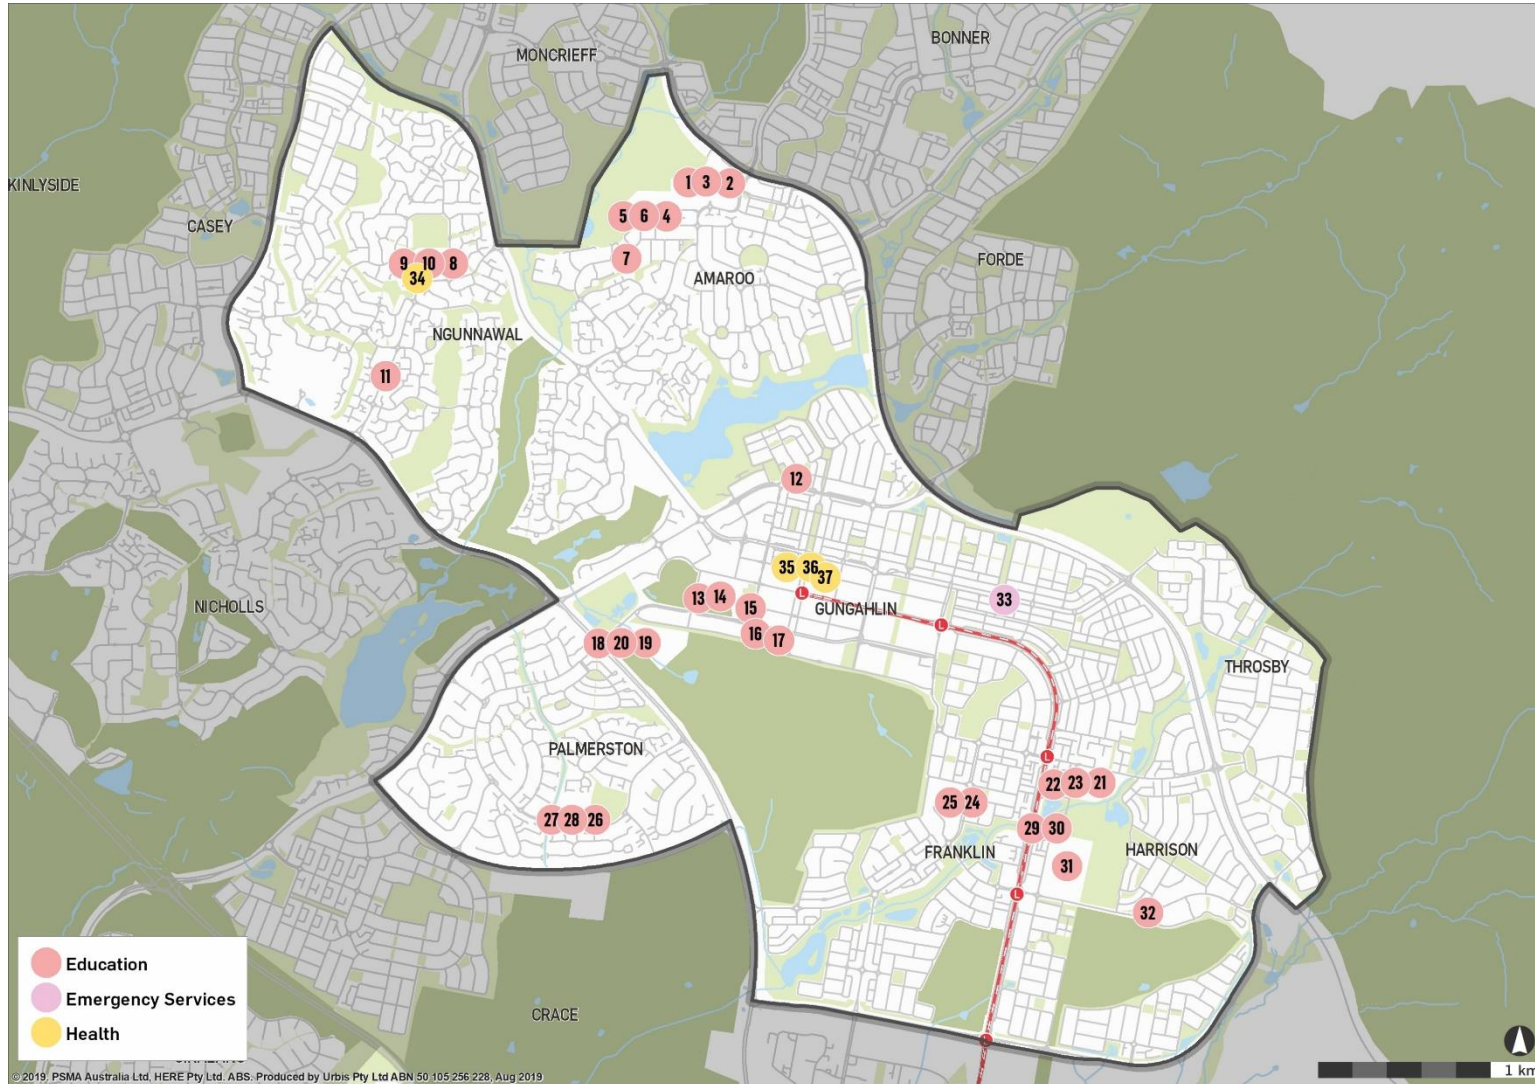 MONCRIEFF
BONNER
KINLYSIDE
CASEY
1 3 2
5 6 4
7
FORDE
AMAROO
9 10 8
34
NGUNNAWAL
11
12
35 36 37
13 14
15
GUNGAHLIN
33
NICHOLLS
16 17
18 20 19
THROSBY
PALMERSTON
L
L
L
22 23 21
25 24
27 28 26
29 30
FRANKLIN
HARRISON
31
L
32
L
CRACE
Education
Emergency Services
Health
1 km
© 2019. PSMA Australia Ltd, HERE Pty Ltd. ABS. Produced by Urbis Pty Ltd ABN 50 105 256 228, Aug 2019